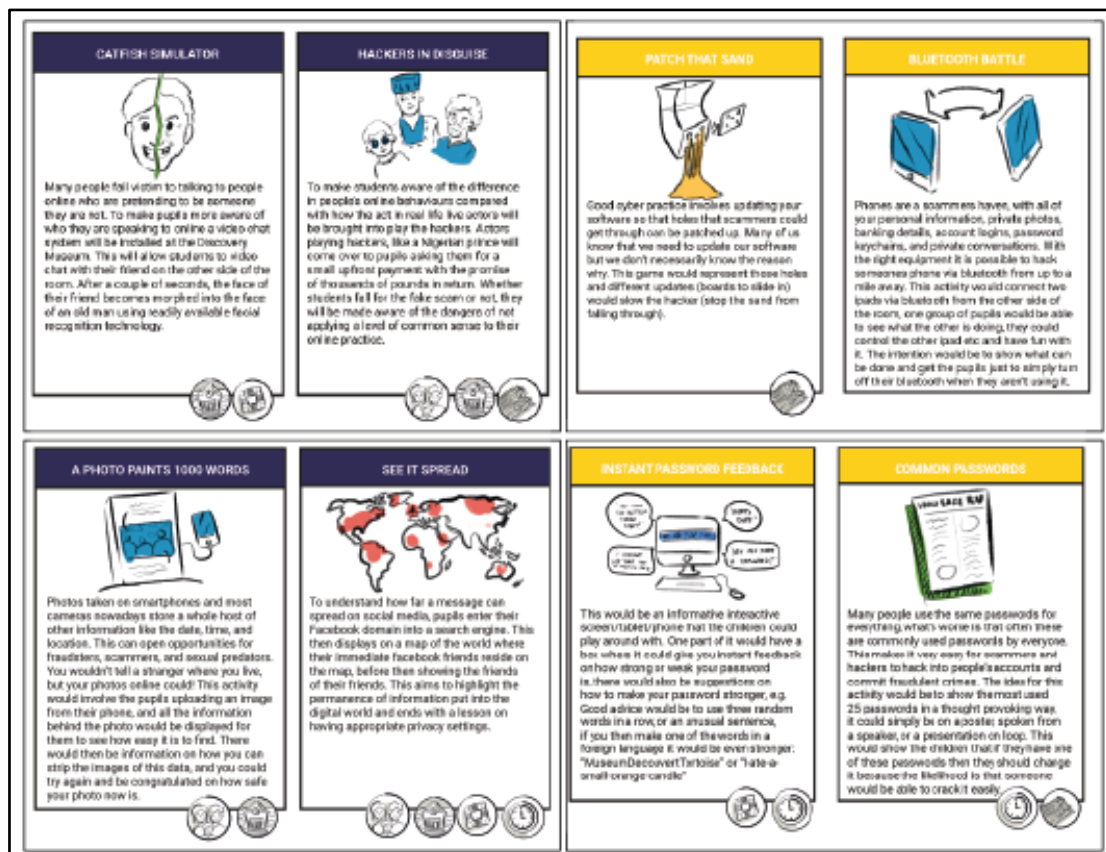 CATFISH SIMULATOR
Many people fall victim to talking to people
online who are pretending to be someone
they are not. To make pupils more aware of
who they are speaking to online a video chat
system will be installed at the Discovery
Museum. This will allow students to video
chat with their friend on the other side of the
room. After a couple of seconds, the face of
their friend becomes morphed into the face
of an old man using readily available facial
recognition technology.
HACKERS IN DISGUISE
To make students aware of the difference
in people's online behaviours compared
with how the act in real life live actors will
be brought into play the hackers. Actors
playing hackers, like a Nigerian prince will
come over to pupils asking them for a
small upfront payment with the promise
of thousands of pounds in return. Whether
students fall for the fake scam or not, they
will be made aware of the dangers of not
applying a level of common sense to their
online practice.
PATCH THAT SAND
Good cyber practice involves updating your
software so that holes that scammers could
get through can be patched up. Many of us
know that we need to update our software
but we don't necessarily know the reason
why. This game would represent those holes
and different updates (boards to slide in)
would slow the hacker (stop the sand from
falling through).
BLUETOOTH BATTLE
Phones are a scammers haven, with all of
your personal information, private photos,
banking details, account logins, password
keychains, and private conversations. With
the right equipment it is possible to hack
someones phone via bluetooth from up to a
mile away. This activity would connect two
ipads via bluetooth from the other side of
the room, one group of pupils would be able
to see what the other is doing, they could
control the other ipad etc and have fun with
it. The intention would be to show what can
be done and get the pupils just to simply turn
off their bluetooth when they aren't using it.
A PHOTO PAINTS 1000 WORDS
Photos taken on smartphones and most
cameras nowadays store a whole host of
other information like the date, time, and
location. This can open opportunities for
fraudsters, scammers, and sexual predators.
You wouldn't tell a stranger where you live,
but your photos online could! This activity
would involve the pupils uploading an image
from their phone, and all the information
behind the photo would be displayed for
them to see how easy it is to find. There
would then be information on how you can
strip the images of this data, and you could
try again and be congratulated on how safe
your photo now is.
SEE IT SPREAD
To understand how far a message can
spread on social media, pupils enter their
Facebook domain into a search engine. This
then displays on a map of the world where
their immediate facebook friends reside on
the map, before then showing the friends
of their friends. This aims to highlight the
permanence of information put into the
digital world and ends with a lesson on
having appropriate privacy settings.
INSTANT PASSWORD FEEDBACK
This would be an informative interactive
screen/tablet/phone that the children could
play around with. One part of it would have a
box where it could give you instant feedback
on how strong or weak your password
is, there would also be suggestions on
how to make your password stronger, e.g.
Good advice would be to use three random
words in a row, or an unusual sentence,
if you then make one of the words in a
foreign language it would be even stronger:
"MuseumDecouvertTortoise" or "I-ate-a-
small-orange-candle"
COMMON PASSWORDS
Many people use the same passwords for
everything, what's worse is that often these
are commonly used passwords by everyone.
This makes it very easy for scammers and
hackers to hack into people's accounts and
commit fraudulent crimes. The idea for this
activity would be to show the most used
25 passwords in a thought provoking way,
it could simply be on a poster, spoken from
a speaker, or a presentation on loop. This
would show the children that if they have one
of these passwords then they should change
it because the likelihood is that someone
would be able to crack it easily.